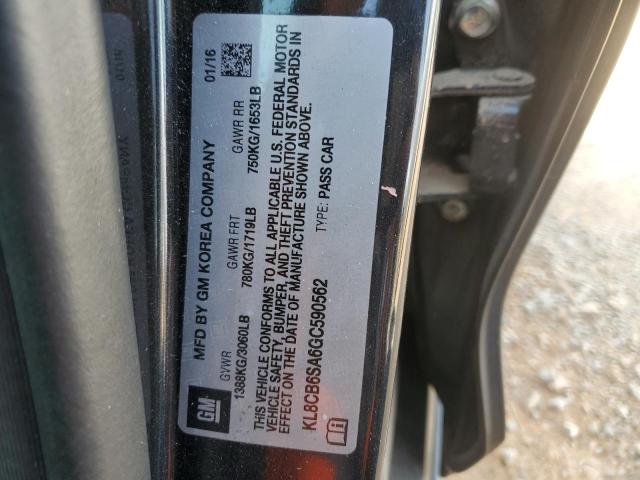 GM
MFD BY GM KOREA COMPANY 01/16
GVWR GAWR FRT GAWR RR
1388KG/3060LB 780KG/1719LB 750KG/1653LB
THIS VEHICLE CONFORMS TO ALL APPLICABLE U.S. FEDERAL MOTOR
VEHICLE SAFETY, BUMPER, AND THEFT PREVENTION STANDARDS IN
EFFECT ON THE DATE OF MANUFACTURE SHOWN ABOVE.
KL8CB6SA6GC590562 TYPE: PASS CAR